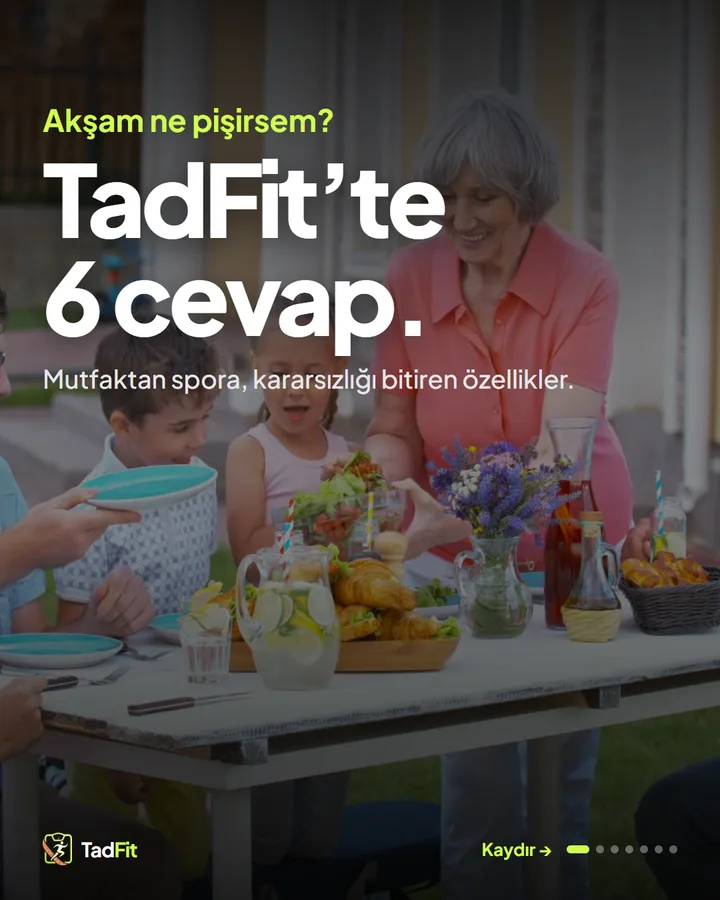 Akşam ne pişirsem?
TadFit’te
6 cevap.
Mutfaktan spora, kararsızlığı bitiren özellikler.
TadFit
Kaydır →